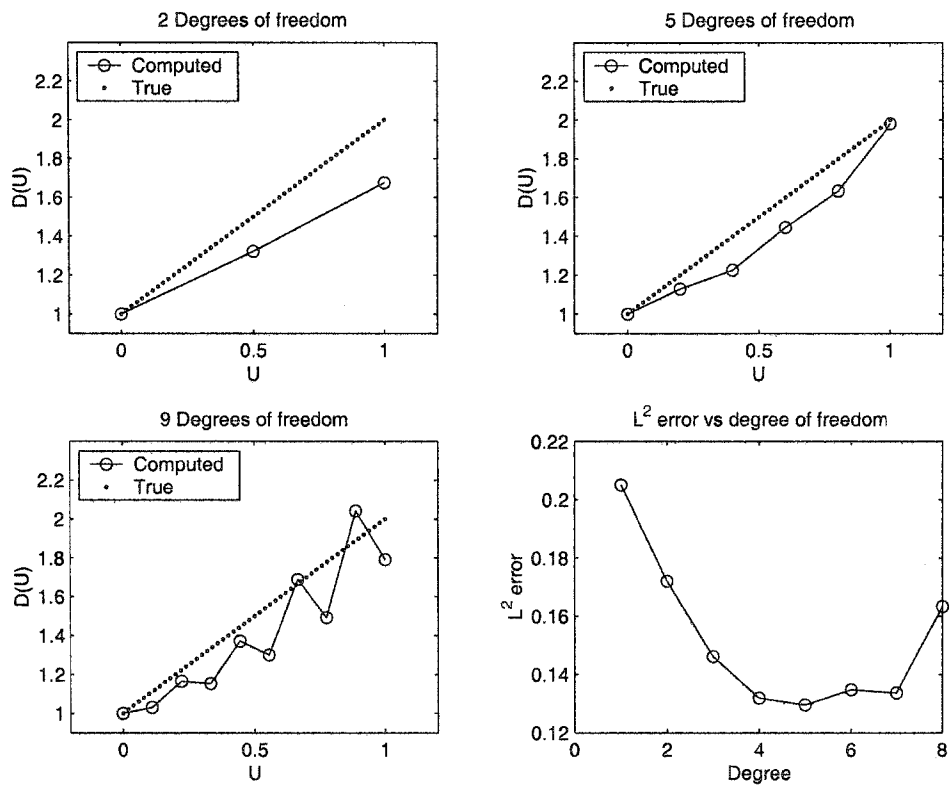 2 Degrees of freedom
2.2
2
1.8
1.6
1.4
1.2
1
D(U)
Computed
True
0
0.5
1
U
5 Degrees of freedom
2.2
2
1.8
1.6
1.4
1.2
1
D(U)
Computed
True
0
0.5
1
U
9 Degrees of freedom
2.2
2
1.8
1.6
1.4
1.2
1
D(U)
Computed
True
0
0.5
1
U
L² error vs degree of freedom
0.22
0.2
0.18
0.16
0.14
0.12
L² error
0
2
4
6
8
Degree